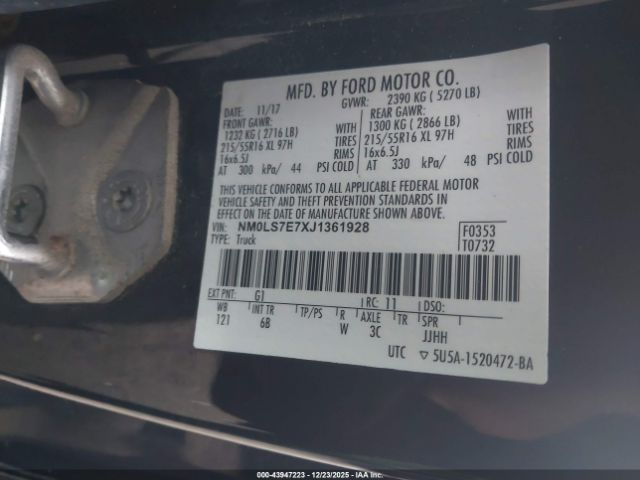 MFD. BY FORD MOTOR CO.
DATE: 11/17 GVWR: 2390 KG ( 5270 LB)
FRONT GAWR: REAR GAWR:
1232 KG ( 2716 LB) WITH 1300 KG ( 2866 LB) WITH
215/55R16 XL 97H TIRES 215/55R16 XL 97H TIRES
16x6.5J RIMS 16x6.5J RIMS
AT 300 kPa/ 44 PSI COLD AT 330 kPa/ 48 PSI COLD
THIS VEHICLE CONFORMS TO ALL APPLICABLE FEDERAL MOTOR
VEHICLE SAFETY AND THEFT PREVENTION STANDARDS IN
EFFECT ON THE DATE OF MANUFACTURE SHOWN ABOVE.
VIN: NM0LS7E7XJ1361928 F0353
TYPE: Truck T0732
EXT PNT: G1 RC: 11 DSO:
WB INT TR TP/PS R AXLE TR SPR
121 6B W 3C JJHH
UTC 5U5A-1520472-BA
000-43947223 - 12/23/2025 - IAAI.com